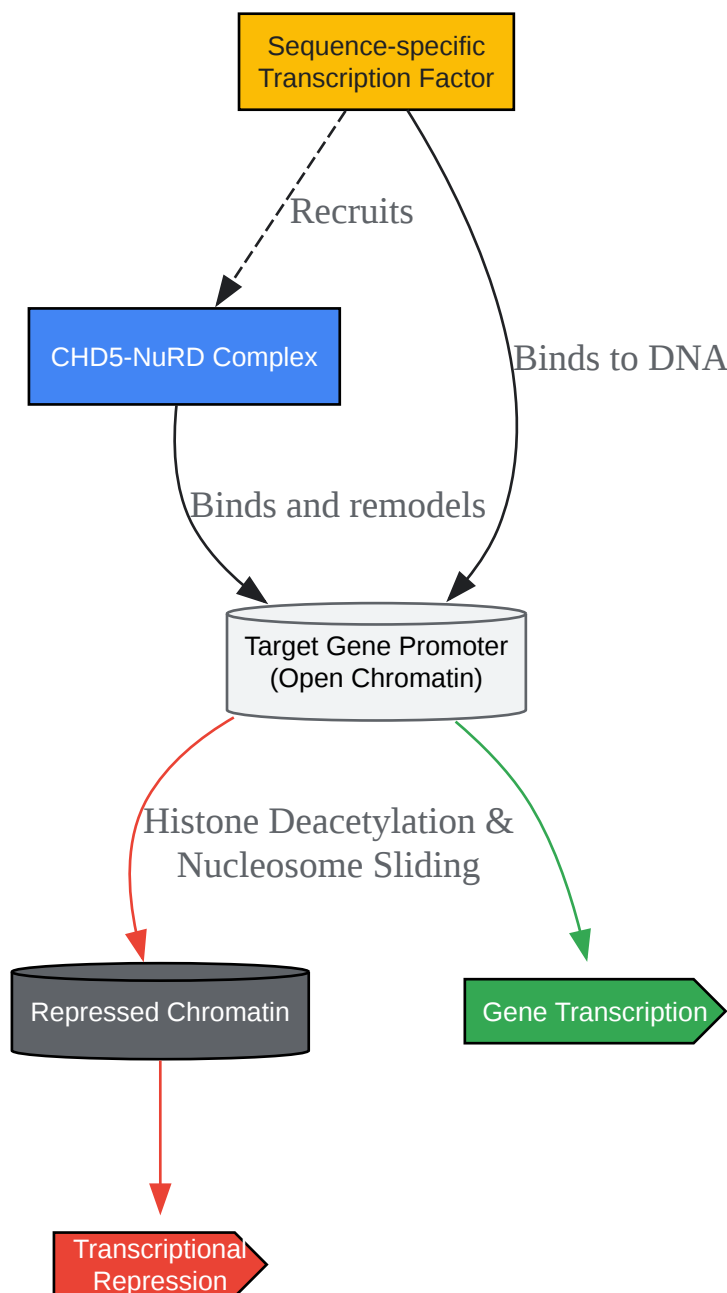 Sequence-specific
Transcription Factor
Recruits
CHD5-NuRD Complex
Binds to DNA
Binds and remodels
Target Gene Promoter
(Open Chromatin)
Histone Deacetylation &
Nucleosome Sliding
Repressed Chromatin
Gene Transcription
Transcriptional
Repression